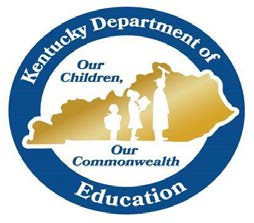 Kentucky Department of
Our
Children,
Our
Commonwealth
Education